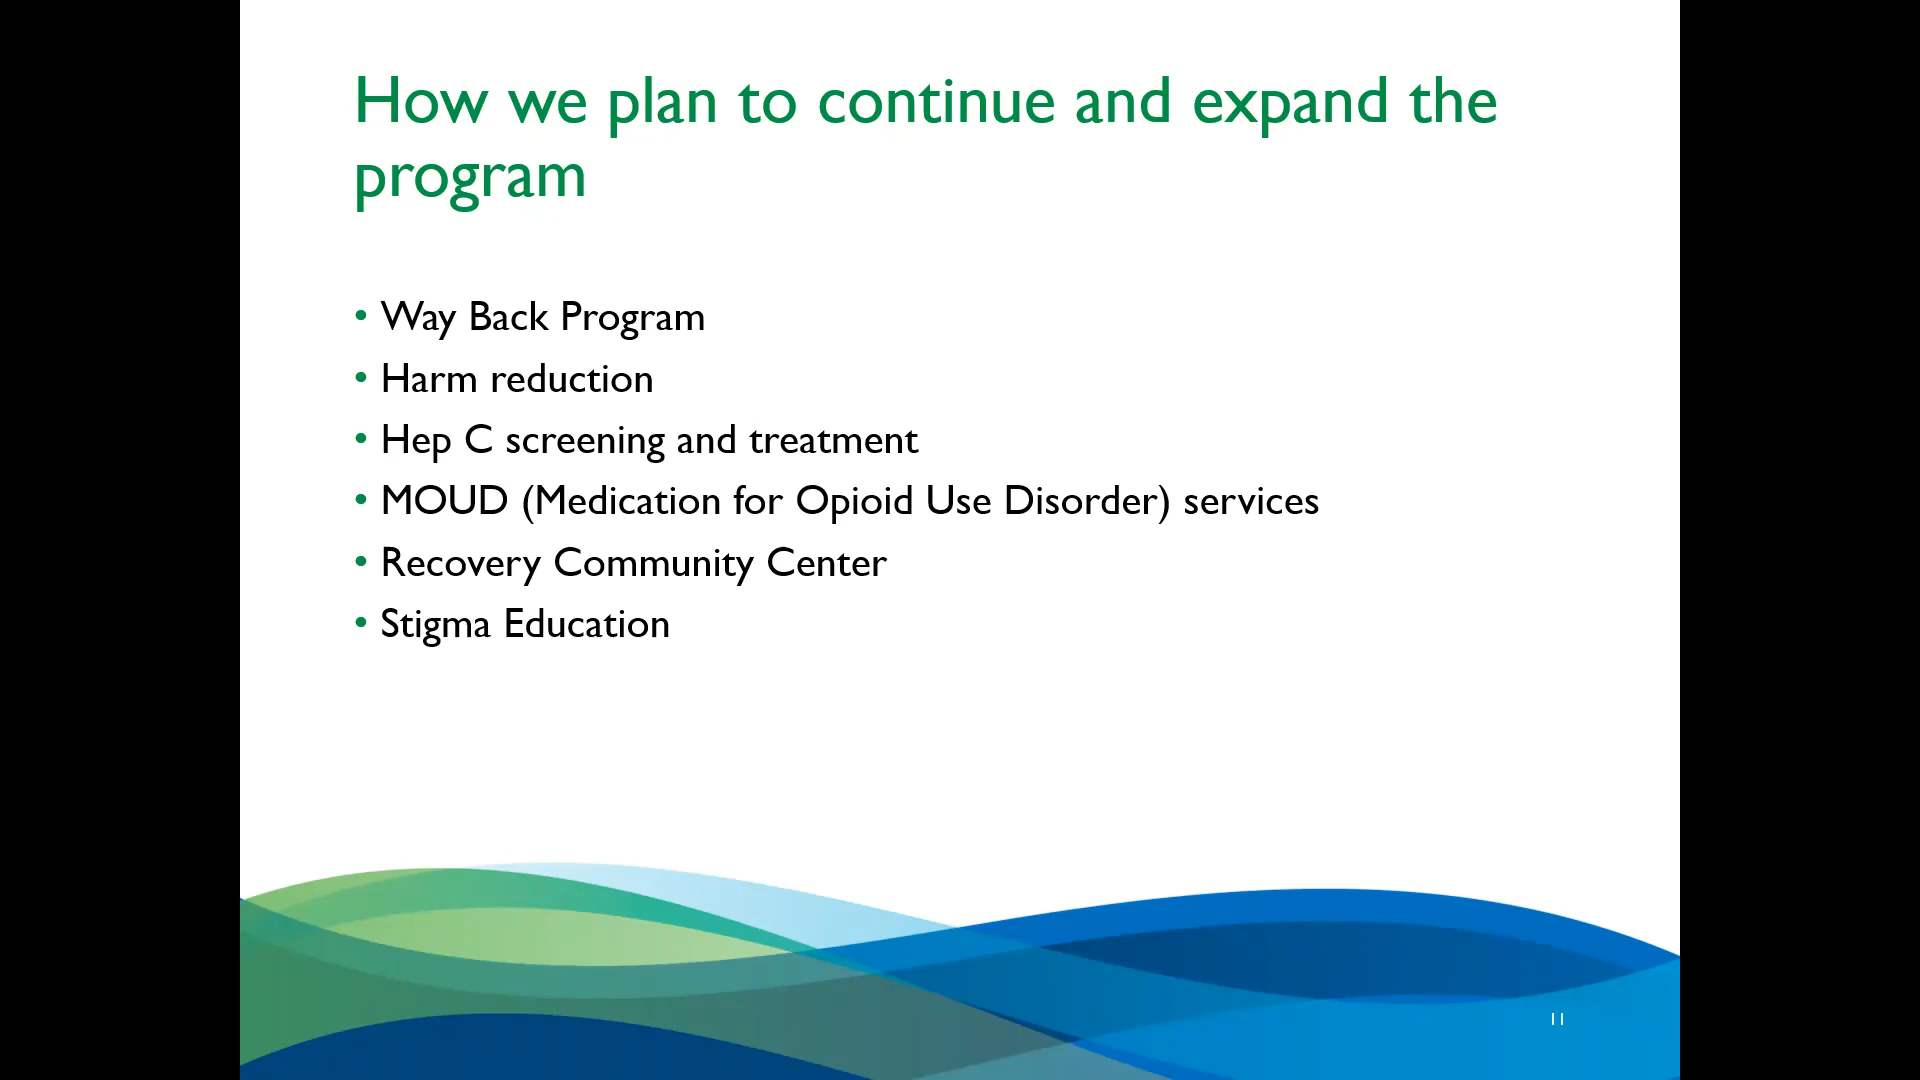 How we plan to continue and expand the
program
• Way Back Program
• Harm reduction
• Hep C screening and treatment
• MOUD (Medication for Opioid Use Disorder) services
• Recovery Community Center
• Stigma Education
11